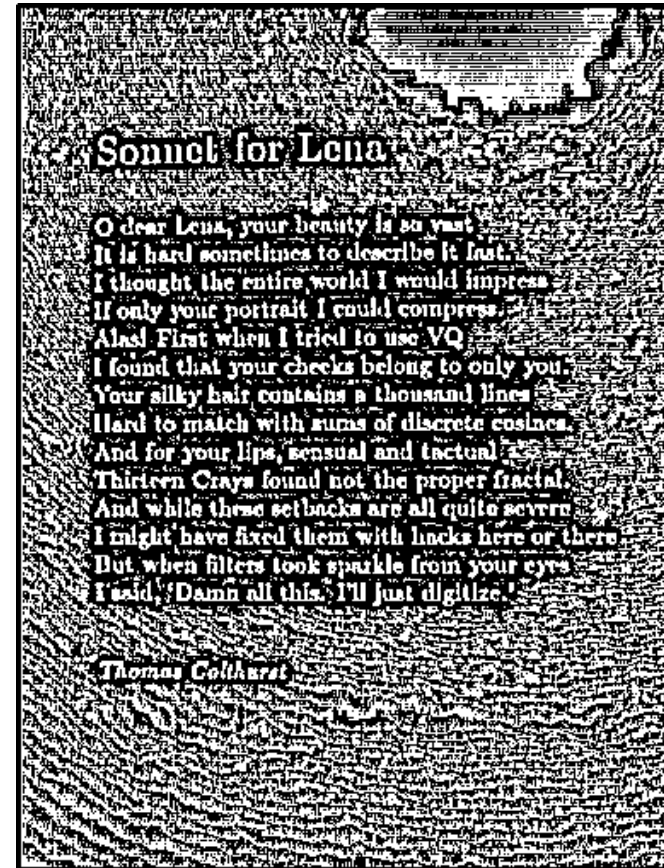 Sonnet for Lena
O dear Lena, your beauty is so vast
It is hard sometimes to describe it fast.
I thought the entire world I would impress
If only your portrait I could compress.
Alas! First when I tried to use VQ
I found that your cheeks belong to only you.
Your silky hair contains a thousand lines
Hard to match with sums of discrete cosines.
And for your lips, sensual and tactual
Thirteen Crays found not the proper fractal.
And while these setbacks are all quite severe
I might have fixed them with hacks here or there
But when filters took sparkle from your eyes
I said, 'Damn all this. I'll just digitize.'
Thomas Colthurst